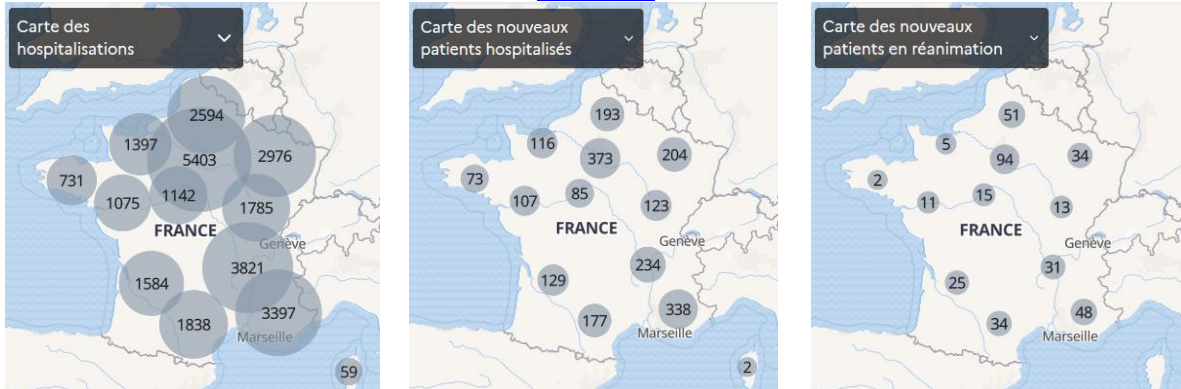 Carte des
hospitalisations
2594
1397
5403
2976
731
1142
1075
1785
FRANCE
Genève
3821
1584
3397
1838
Marseille
59
Carte des nouveaux
patients hospitalisés
193
116
373
204
73
85
107
123
FRANCE
Genève
234
129
338
177
Marseille
2
Carte des nouveaux
patients en réanimation
51
5
94
34
2
15
11
13
FRANCE
Genève
31
25
48
34
Marseille